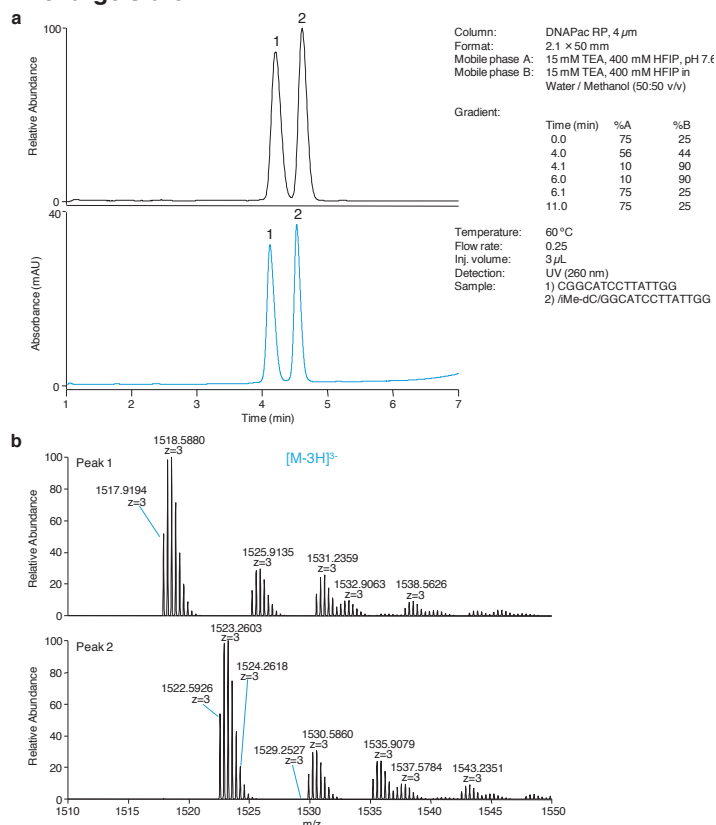 a
100
Relative Abundance
0
1
2
40
Absorbance (mAU)
0
1
2
1 2 3 4 5 6 7
Time (min)
Column: DNAPac RP, 4 µm
Format: 2.1 × 50 mm
Mobile phase A: 15 mM TEA, 400 mM HFIP, pH 7.6
Mobile phase B: 15 mM TEA, 400 mM HFIP in
Water / Methanol (50:50 v/v)
Gradient:
Time (min) %A %B
0.0 75 25
4.0 56 44
4.1 10 90
6.0 10 90
6.1 75 25
11.0 75 25
Temperature: 60 °C
Flow rate: 0.25
Inj. volume: 3 µL
Detection: UV (260 nm)
Sample: 1) CGGCATCCTTATTGG
2) /iMe-dC/GGCATCCTTATTGG
b
Peak 1
[M-3H]3-
100
80
60
40
20
0
Relative Abundance
1518.5880
z=3
1517.9194
z=3
1525.9135
z=3
1531.2359
z=3
1532.9063
z=3
1538.5626
z=3
Peak 2
100
80
60
40
20
0
Relative Abundance
1523.2603
z=3
1524.2618
z=3
1522.5926
z=3
1529.2527
z=3
1530.5860
z=3
1535.9079
z=3
1537.5784
z=3
1543.2351
z=3
1510 1515 1520 1525 1530 1535 1540 1545 1550
m/z